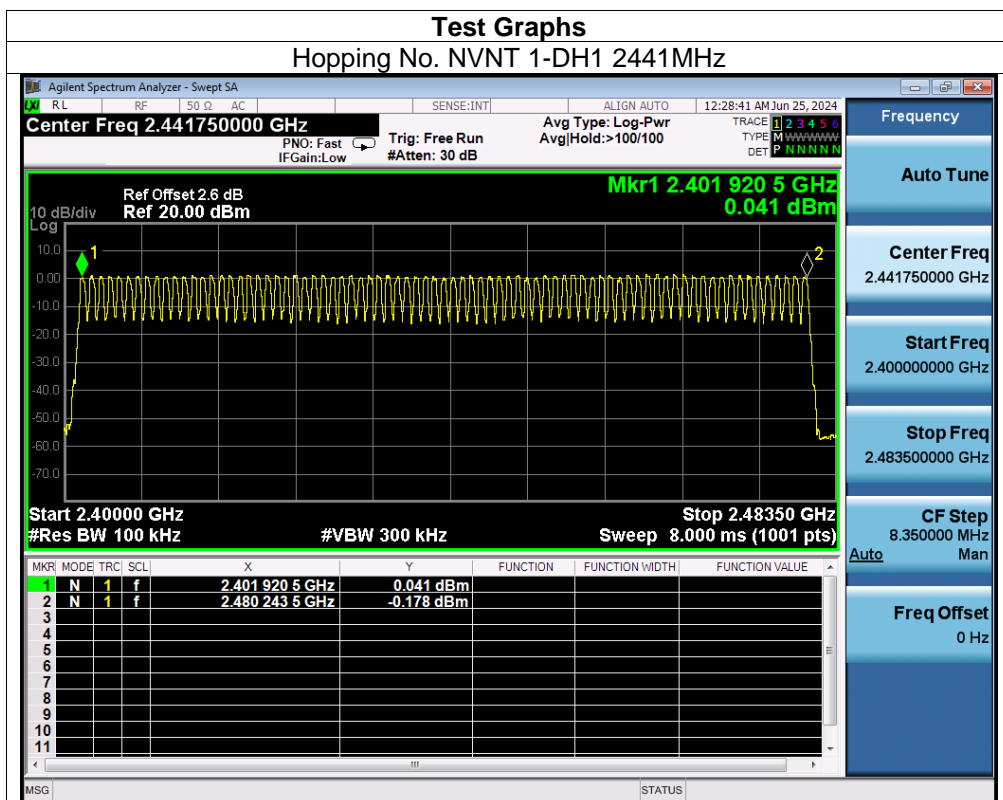 Test Graphs
Hopping No. NVNT 1-DH1 2441MHz
Agilent Spectrum Analyzer - Swept SA
LXI RL RF 50 Ω AC SENSE:INT ALIGN AUTO 12:28:41 AM Jun 25, 2024
Center Freq 2.441750000 GHz
PNO: Fast
IFGain:Low
Trig: Free Run
#Atten: 30 dB
Avg Type: Log-Pwr
Avg|Hold:>100/100
TRACE 1 2 3 4 5 6
TYPE M W W W W W
DET P N N N N N
Frequency
Auto Tune
Center Freq
2.441750000 GHz
Start Freq
2.400000000 GHz
Stop Freq
2.483500000 GHz
CF Step
8.350000 MHz
Auto Man
Freq Offset
0 Hz
Mkr1 2.401 920 5 GHz
0.041 dBm
Ref Offset 2.6 dB
10 dB/div Ref 20.00 dBm
Log
10.0
0.00
-10.0
-20.0
-30.0
-40.0
-50.0
-60.0
-70.0
1
2
Start 2.40000 GHz Stop 2.48350 GHz
#Res BW 100 kHz #VBW 300 kHz Sweep 8.000 ms (1001 pts)
MKR MODE TRC SCL X Y FUNCTION FUNCTION WIDTH FUNCTION VALUE
1 N 1 f 2.401 920 5 GHz 0.041 dBm
2 N 1 f 2.480 243 5 GHz -0.178 dBm
3
4
5
6
7
8
9
10
11
MSG STATUS